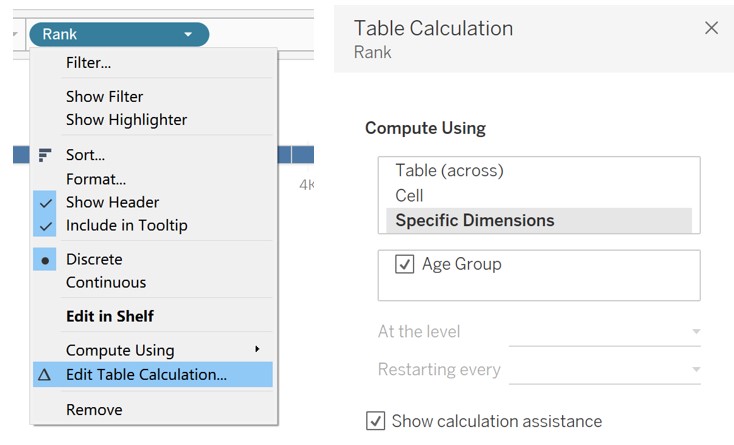 Rank
Filter...
Show Filter
Show Highlighter
Sort...
Format...
Show Header
Include in Tooltip
Discrete
Continuous
Edit in Shelf
Compute Using
Edit Table Calculation...
Remove
4K
Table Calculation
Rank
Compute Using
Table (across)
Cell
Specific Dimensions
Age Group
At the level
Restarting every
Show calculation assistance